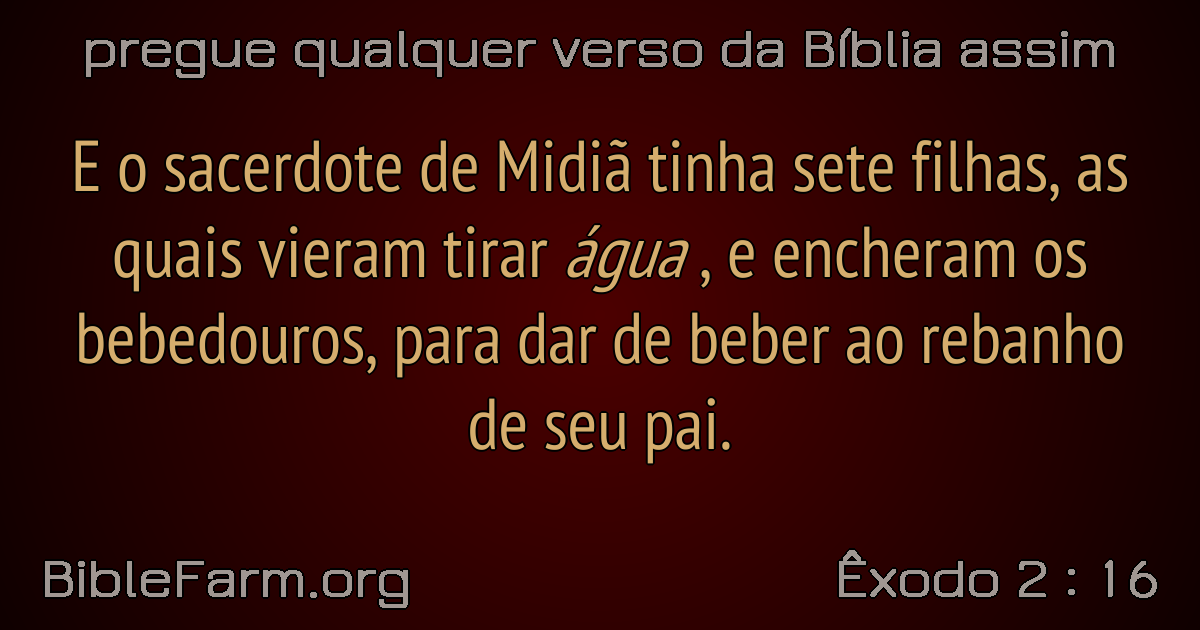 pregue qualquer verso da Bíblia assim
E o sacerdote de Midiã tinha sete filhas, as
quais vieram tirar água , e encheram os
bebedouros, para dar de beber ao rebanho
de seu pai.
BibleFarm.org
Êxodo 2 : 16